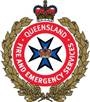 QUEENSLAND
FIRE AND EMERGENCY SERVICES